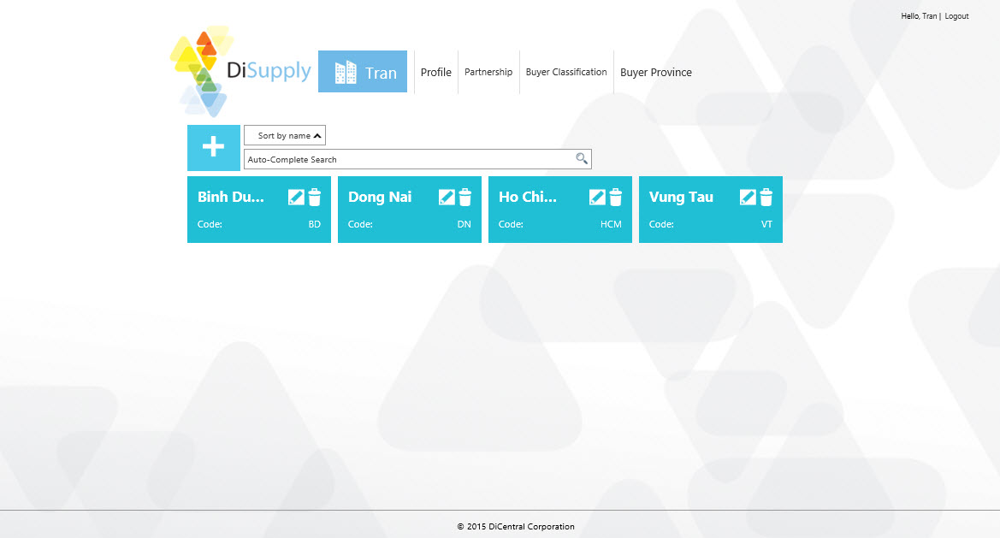 Hello, Tran | Logout
DiSupply
Tran
Profile
Partnership
Buyer Classification
Buyer Province
Sort by name
Auto-Complete Search
Binh Du...
Code: BD
Dong Nai
Code: DN
Ho Chi...
Code: HCM
Vung Tau
Code: VT
© 2015 DiCentral Corporation